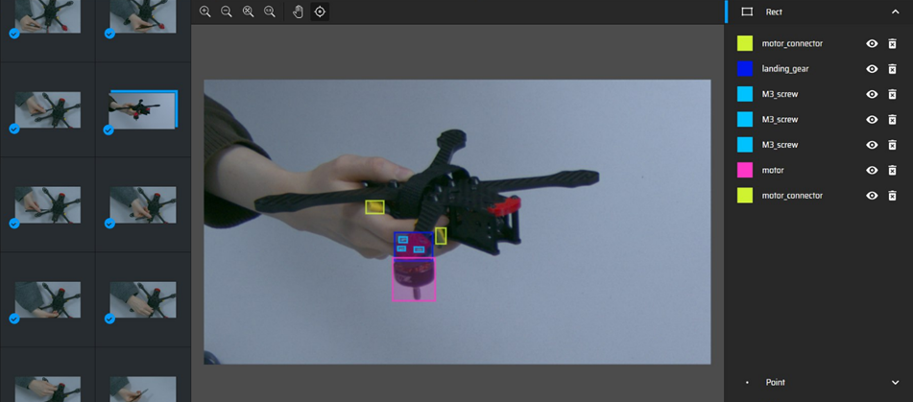 Rect
motor_connector
landing_gear
M3_screw
M3_screw
M3_screw
motor
motor_connector
Point